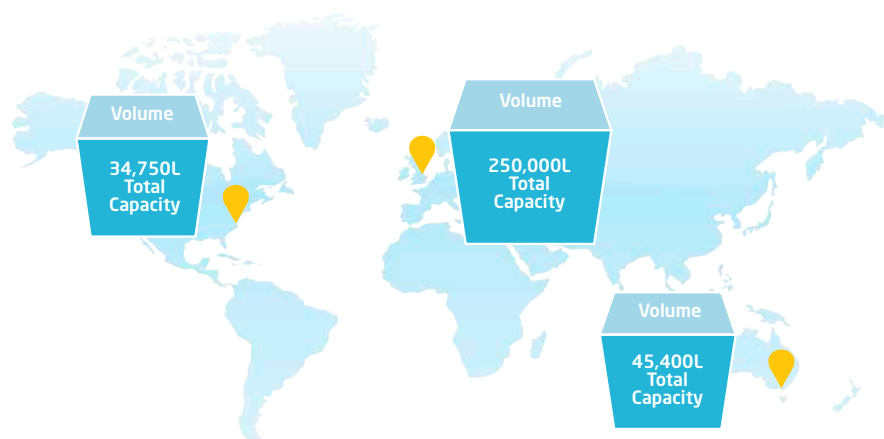 Volume
34,750L
Total
Capacity
Volume
250,000L
Total
Capacity
Volume
45,400L
Total
Capacity